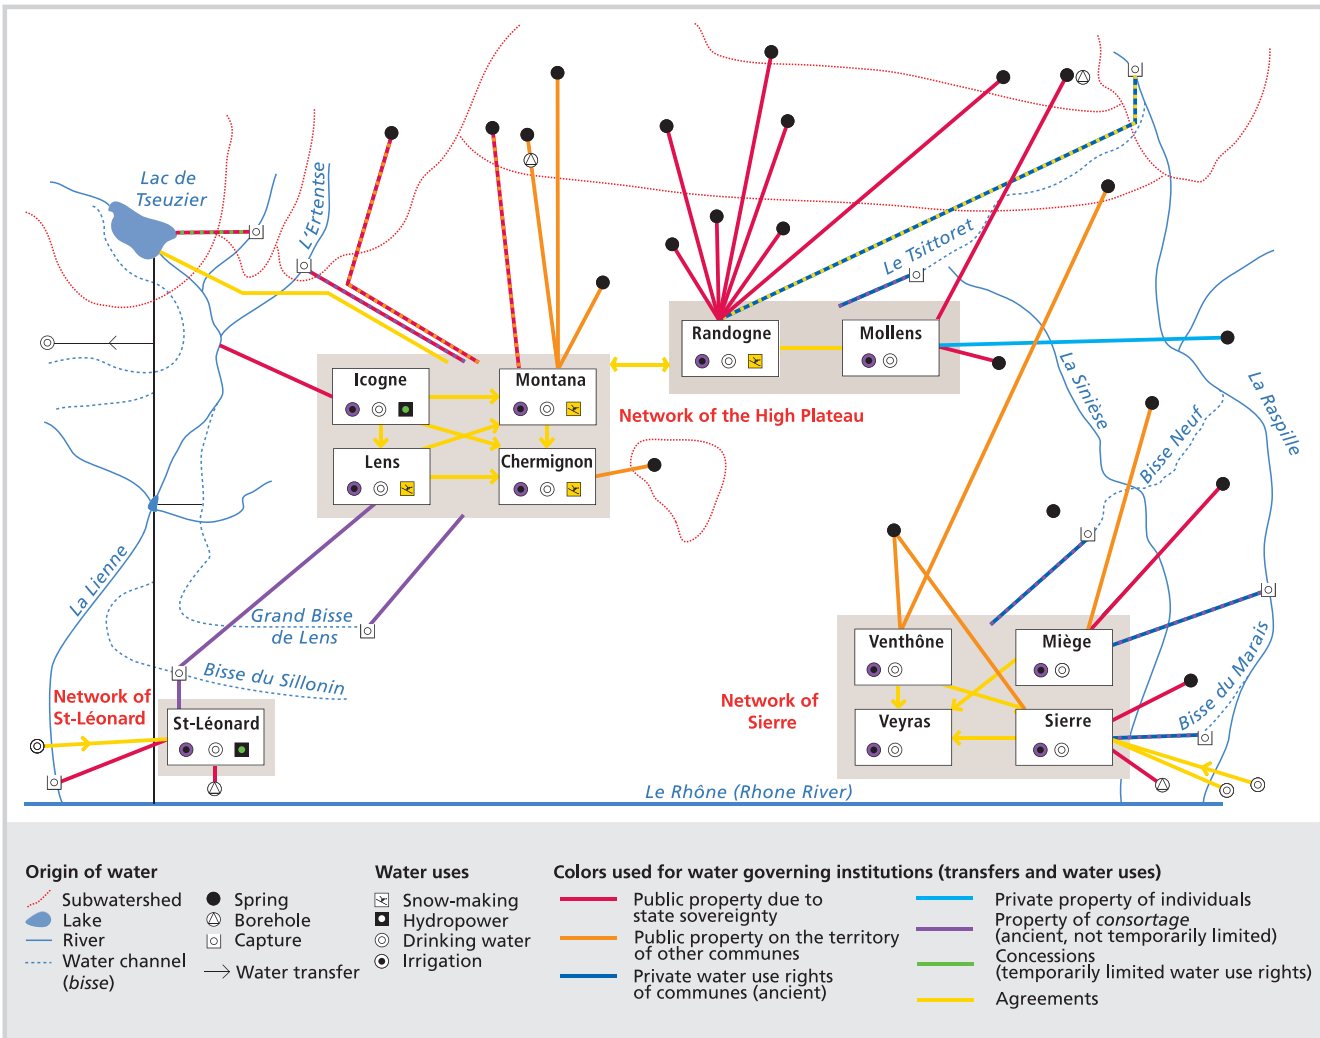 Lac de
Tseuzier
L'Ertentse
Le Tsittoret
Randogne
Mollens
Icogne
Montana
Network of the High Plateau
Lens
Chermignon
La Sinièse
Bisse Neuf
La Raspille
La Lienne
Grand Bisse
de Lens
Bisse du Sillonin
Network of
St-Léonard
St-Léonard
Venthône
Miège
Network of
Sierre
Veyras
Sierre
Bisse du Marais
Le Rhône (Rhone River)
Origin of water
Subwatershed
Lake
River
Water channel
(bisse)
Spring
Borehole
Capture
Water transfer
Water uses
Snow-making
Hydropower
Drinking water
Irrigation
Colors used for water governing institutions (transfers and water uses)
Public property due to
state sovereignty
Public property on the territory
of other communes
Private water use rights
of communes (ancient)
Private property of individuals
Property of consortage
(ancient, not temporarily limited)
Concessions
(temporarily limited water use rights)
Agreements